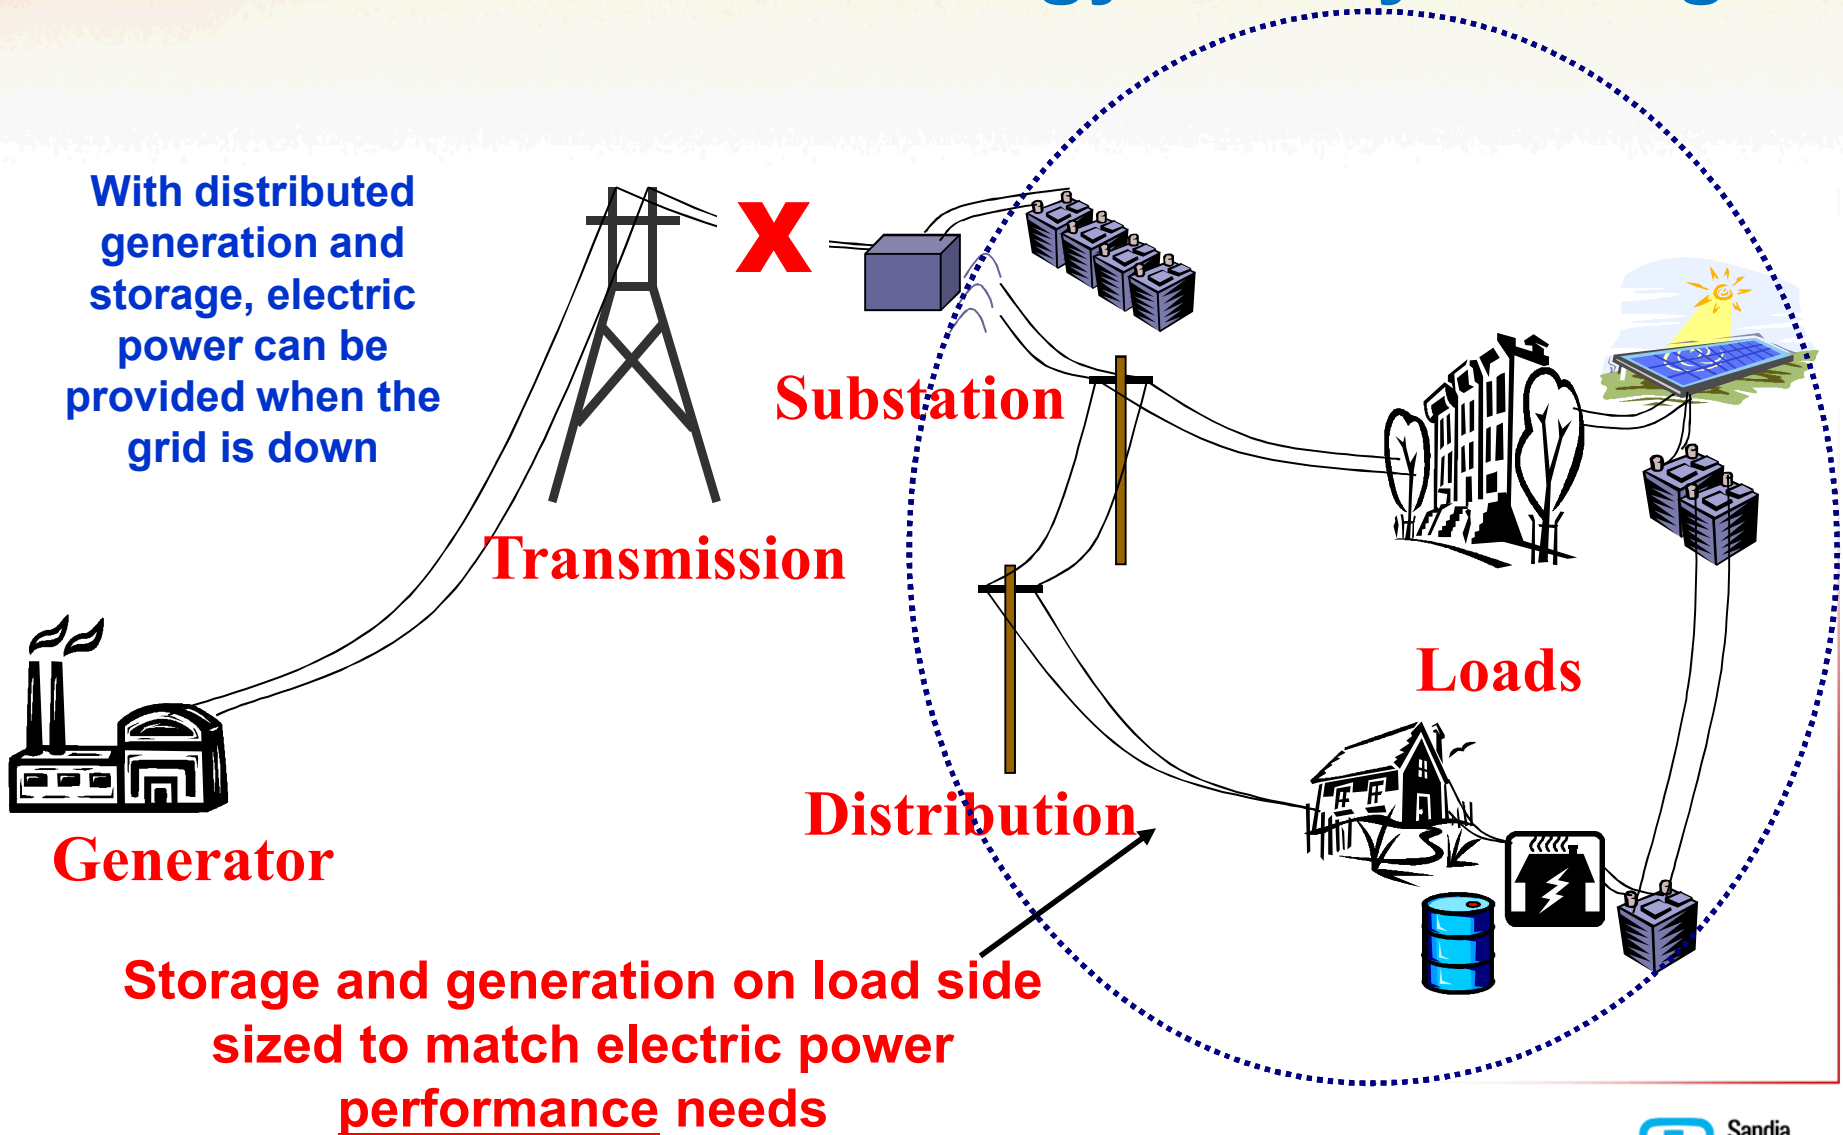 With distributed
generation and
storage, electric
power can be
provided when the
grid is down
X
Substation
Transmission
Loads
Distribution
Generator
Storage and generation on load side
sized to match electric power
performance needs
Sandia